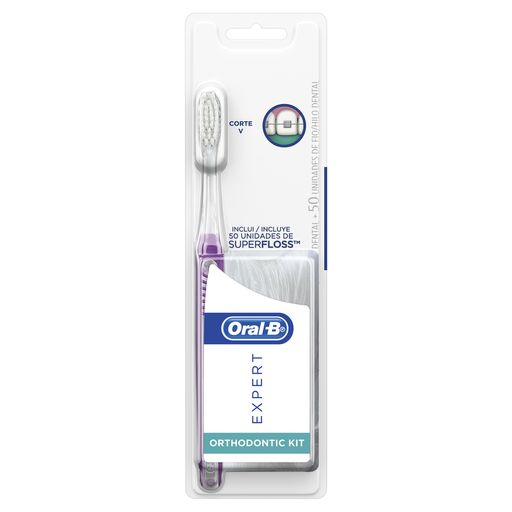 CORTE
V
INCLUI / INCLUYE
50 UNIDADES DE
SUPERFLOSS™
DENTAL + 50 UNIDADES DE FIO/HILO DENTAL
Oral-B®
EXPERT
ORTHODONTIC KIT